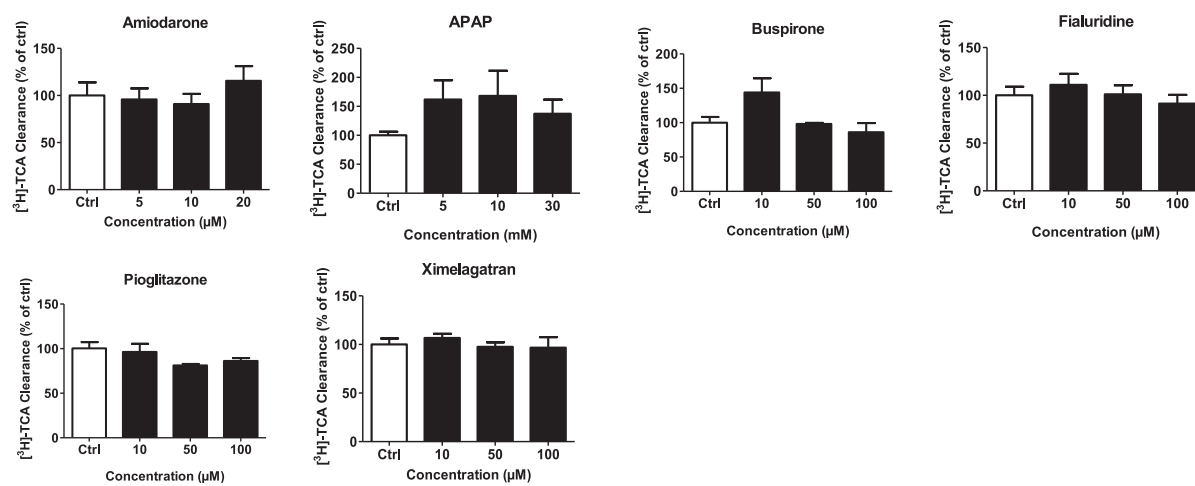 Amiodarone
[³H]-TCA Clearance (% of ctrl)
150
100
50
0
Ctrl 5 10 20
Concentration (µM)
APAP
[³H]-TCA Clearance (% of ctrl)
250
200
150
100
50
0
Ctrl 5 10 30
Concentration (mM)
Buspirone
[³H]-TCA Clearance (% of ctrl)
200
150
100
50
0
Ctrl 10 50 100
Concentration (µM)
Fialuridine
[³H]-TCA Clearance (% of ctrl)
150
100
50
0
Ctrl 10 50 100
Concentration (µM)
Pioglitazone
[³H]-TCA Clearance (% of ctrl)
150
100
50
0
Ctrl 10 50 100
Concentration (µM)
Ximelagatran
[³H]-TCA Clearance (% of ctrl)
150
100
50
0
Ctrl 10 50 100
Concentration (µM)